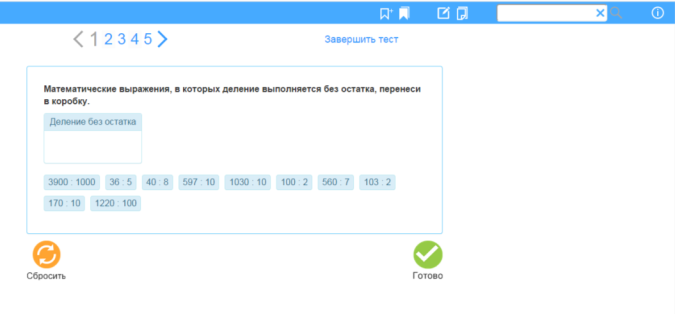 1 2 3 4 5 Завершить тест
Математические выражения, в которых деление выполняется без остатка, перенеси
в коробку.
Деление без остатка
3900 : 1000 36 : 5 40 : 8 597 : 10 1030 : 10 100 : 2 560 : 7 103 : 2
170 : 10 1220 : 100
Сбросить Готово